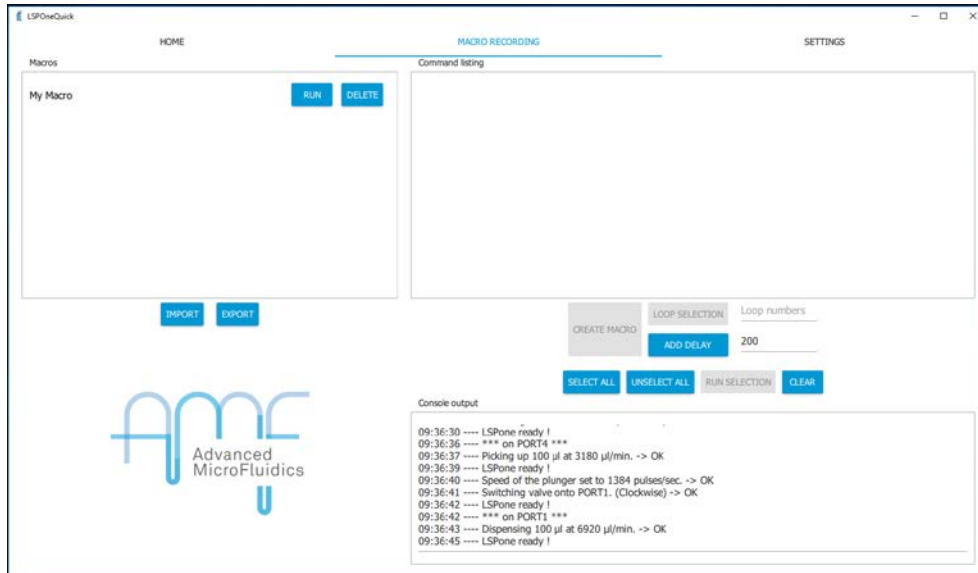 LSPOneQuick
HOME
MACRO RECORDING
SETTINGS
Macros
Command listing
My Macro
RUN
DELETE
IMPORT
EXPORT
CREATE MACRO
LOOP SELECTION
Loop numbers
ADD DELAY
200
SELECT ALL
UNSELECT ALL
RUN SELECTION
CLEAR
Console output
09:36:30 ---- LSPone ready !
09:36:36 ---- *** on PORT4 ***
09:36:37 ---- Picking up 100 µl at 3180 µl/min. -> OK
09:36:39 ---- LSPone ready !
09:36:40 ---- Speed of the plunger set to 1384 pulses/sec. -> OK
09:36:41 ---- Switching valve onto PORT1. (Clockwise) -> OK
09:36:42 ---- LSPone ready !
09:36:42 ---- *** on PORT1 ***
09:36:43 ---- Dispensing 100 µl at 6920 µl/min. -> OK
09:36:45 ---- LSPone ready !
AMF
Advanced
MicroFluidics